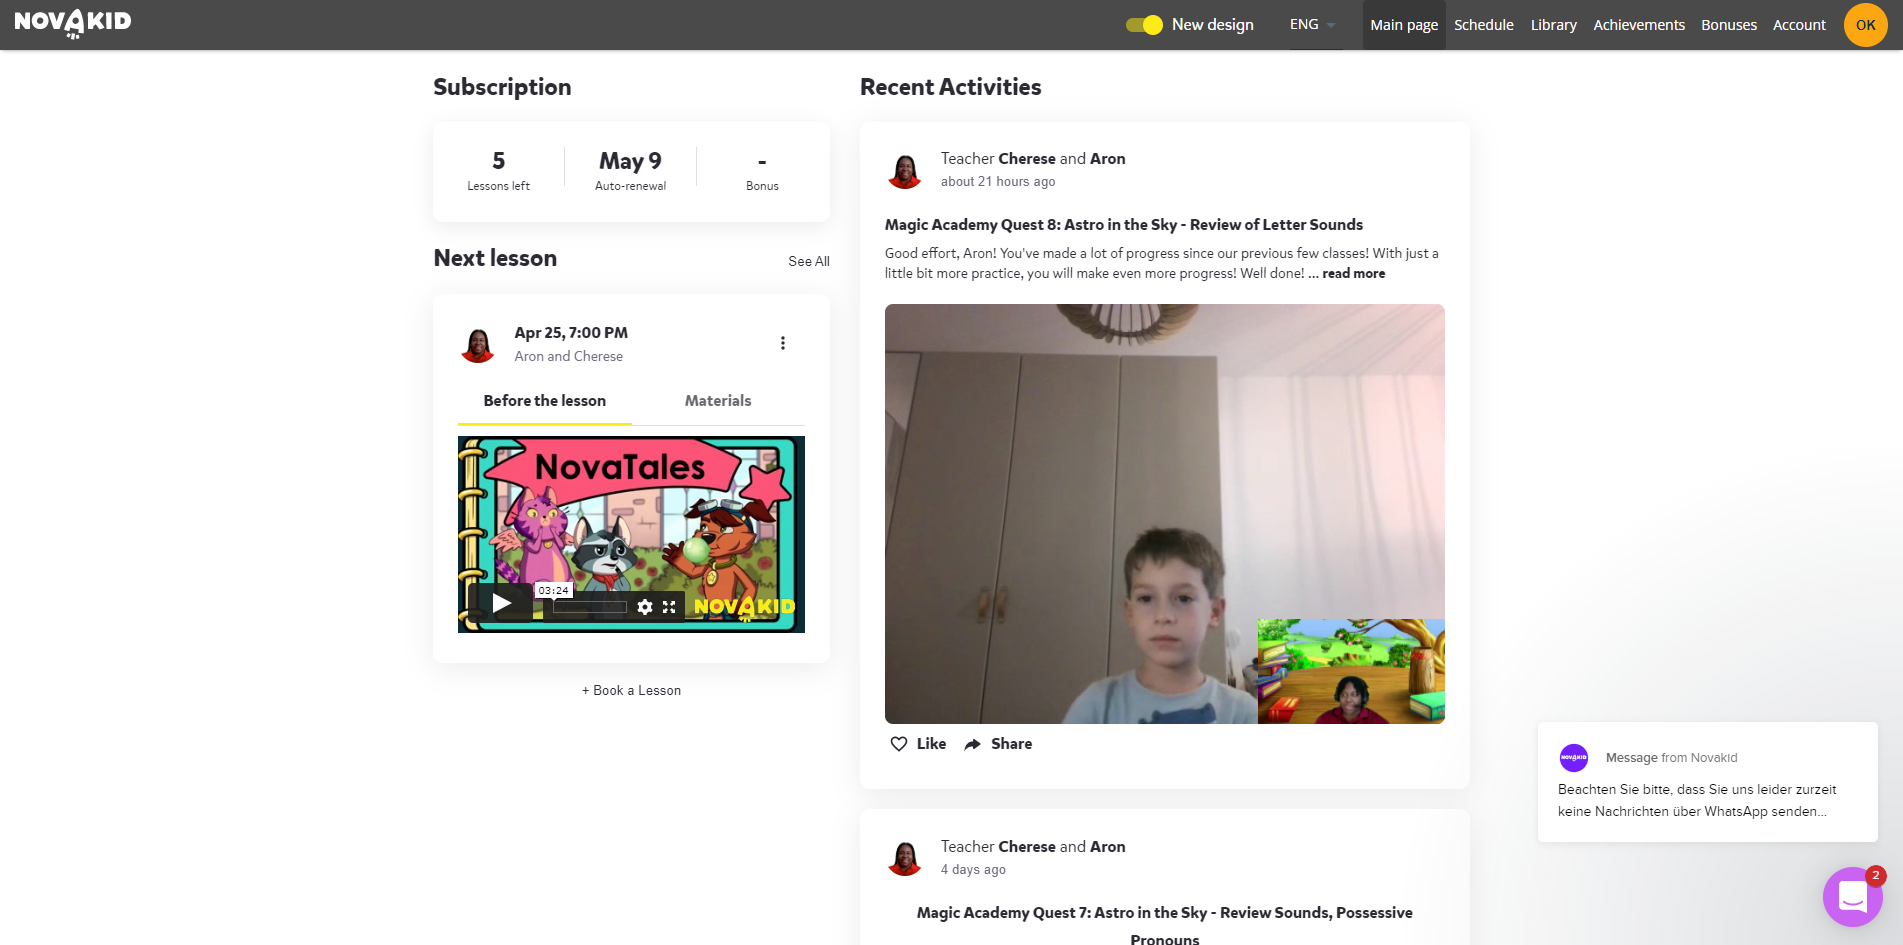 NOVAKID
New design
ENG
Main page
Schedule
Library
Achievements
Bonuses
Account
OK
Subscription
5
Lessons left
May 9
Auto-renewal
-
Bonus
Next lesson
See All
Apr 25, 7:00 PM
Aron and Cherese
Before the lesson
Materials
NovaTales
03:24
NOVAKID
+ Book a Lesson
Recent Activities
Teacher Cherese and Aron
about 21 hours ago
Magic Academy Quest 8: Astro in the Sky - Review of Letter Sounds
Good effort, Aron! You've made a lot of progress since our previous few classes! With just a
little bit more practice, you will make even more progress! Well done! ... read more
Like
Share
Teacher Cherese and Aron
4 days ago
Magic Academy Quest 7: Astro in the Sky - Review Sounds, Possessive
Pronouns
NOVAKID
Message from Novakid
Beachten Sie bitte, dass Sie uns leider zurzeit
keine Nachrichten über WhatsApp senden...
2